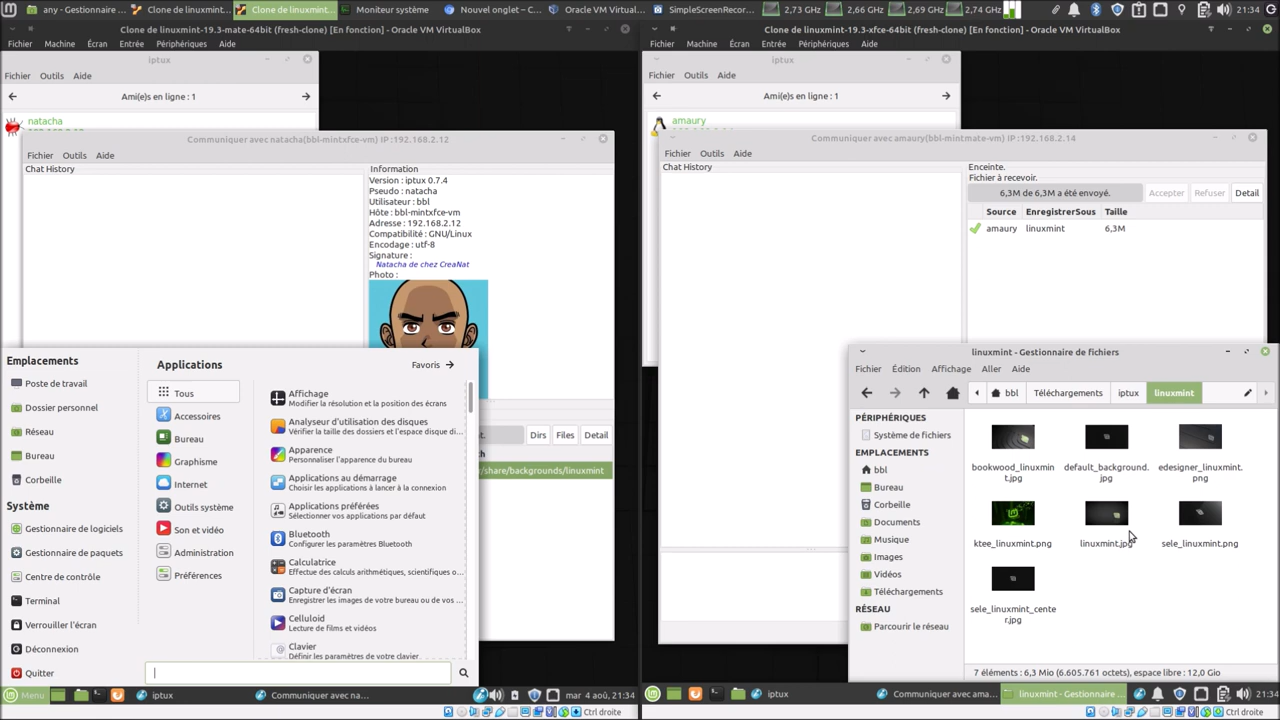 any - Gestionnaire ...
Clone de linuxmint...
Clone de linuxmint...
Moniteur système
Nouvel onglet – C...
Oracle VM Virtual...
SimpleScreenRecor...
2,73 GHz
2,66 GHz
2,69 GHz
2,74 GHz
21:34
Clone de linuxmint-19.3-mate-64bit (fresh-clone) [En fonction] - Oracle VM VirtualBox
Fichier Machine Écran Entrée Périphériques Aide
iptux
Fichier Outils Aide
Ami(e)s en ligne : 1
natacha
Communiquer avec natacha(bbl-mintxfce-vm) IP:192.168.2.12
Fichier Outils Aide
Chat History
Information
Version : iptux 0.7.4
Pseudo : natacha
Utilisateur : bbl
Hôte : bbl-mintxfce-vm
Adresse : 192.168.2.12
Compatibilité : GNU/Linux
Encodage : utf-8
Signature :
Natacha de chez CreaNat
Photo :
Dirs Files Detail
r/share/backgrounds/linuxmint
Emplacements
Poste de travail
Dossier personnel
Réseau
Bureau
Corbeille
Système
Gestionnaire de logiciels
Gestionnaire de paquets
Centre de contrôle
Terminal
Verrouiller l'écran
Déconnexion
Quitter
Applications
Favoris
Tous
Accessoires
Bureau
Graphisme
Internet
Outils système
Son et vidéo
Administration
Préférences
Affichage
Modifier la résolution et la position des écrans
Analyseur d'utilisation des disques
Vérifier la taille des dossiers et l'espace disque di...
Apparence
Personnaliser l'apparence du bureau
Applications au démarrage
Choisir les applications à lancer à la connexion
Applications préférées
Sélectionner vos applications par défaut
Bluetooth
Configurer les paramètres Bluetooth
Calculatrice
Effectue des calculs arithmétiques, scientifiques o...
Capture d'écran
Enregistrer les images de votre bureau ou de vos ...
Celluloid
Lecture de films et vidéos
Clavier
Définir les paramètres de votre clavier
Menu
iptux
Communiquer avec na...
mar 4 aoû, 21:34
Ctrl droite
Clone de linuxmint-19.3-xfce-64bit (fresh-clone) [En fonction] - Oracle VM VirtualBox
Fichier Machine Écran Entrée Périphériques Aide
iptux
Fichier Outils Aide
Ami(e)s en ligne : 1
amaury
Communiquer avec amaury(bbl-mintmate-vm) IP:192.168.2.14
Fichier Outils Aide
Chat History
Enceinte.
Fichier à recevoir.
6,3M de 6,3M a été envoyé.
Accepter Refuser Detail
Source EnregistrerSous Taille
amaury linuxmint 6,3M
linuxmint - Gestionnaire de fichiers
Fichier Édition Affichage Aller Aide
bbl Téléchargements iptux linuxmint
PÉRIPHÉRIQUES
Système de fichiers
EMPLACEMENTS
bbl
Bureau
Corbeille
Documents
Musique
Images
Vidéos
Téléchargements
RÉSEAU
Parcourir le réseau
bookwood_linuxmin
t.jpg
default_background.
jpg
edesigner_linuxmint.
png
ktee_linuxmint.png
linuxmint.jpg
sele_linuxmint.png
sele_linuxmint_cente
r.jpg
7 éléments : 6,3 Mio (6.605.761 octets), espace libre : 12,0 Gio
iptux
Communiquer avec ama...
linuxmint - Gestionnaire ...
21:34
Ctrl droite